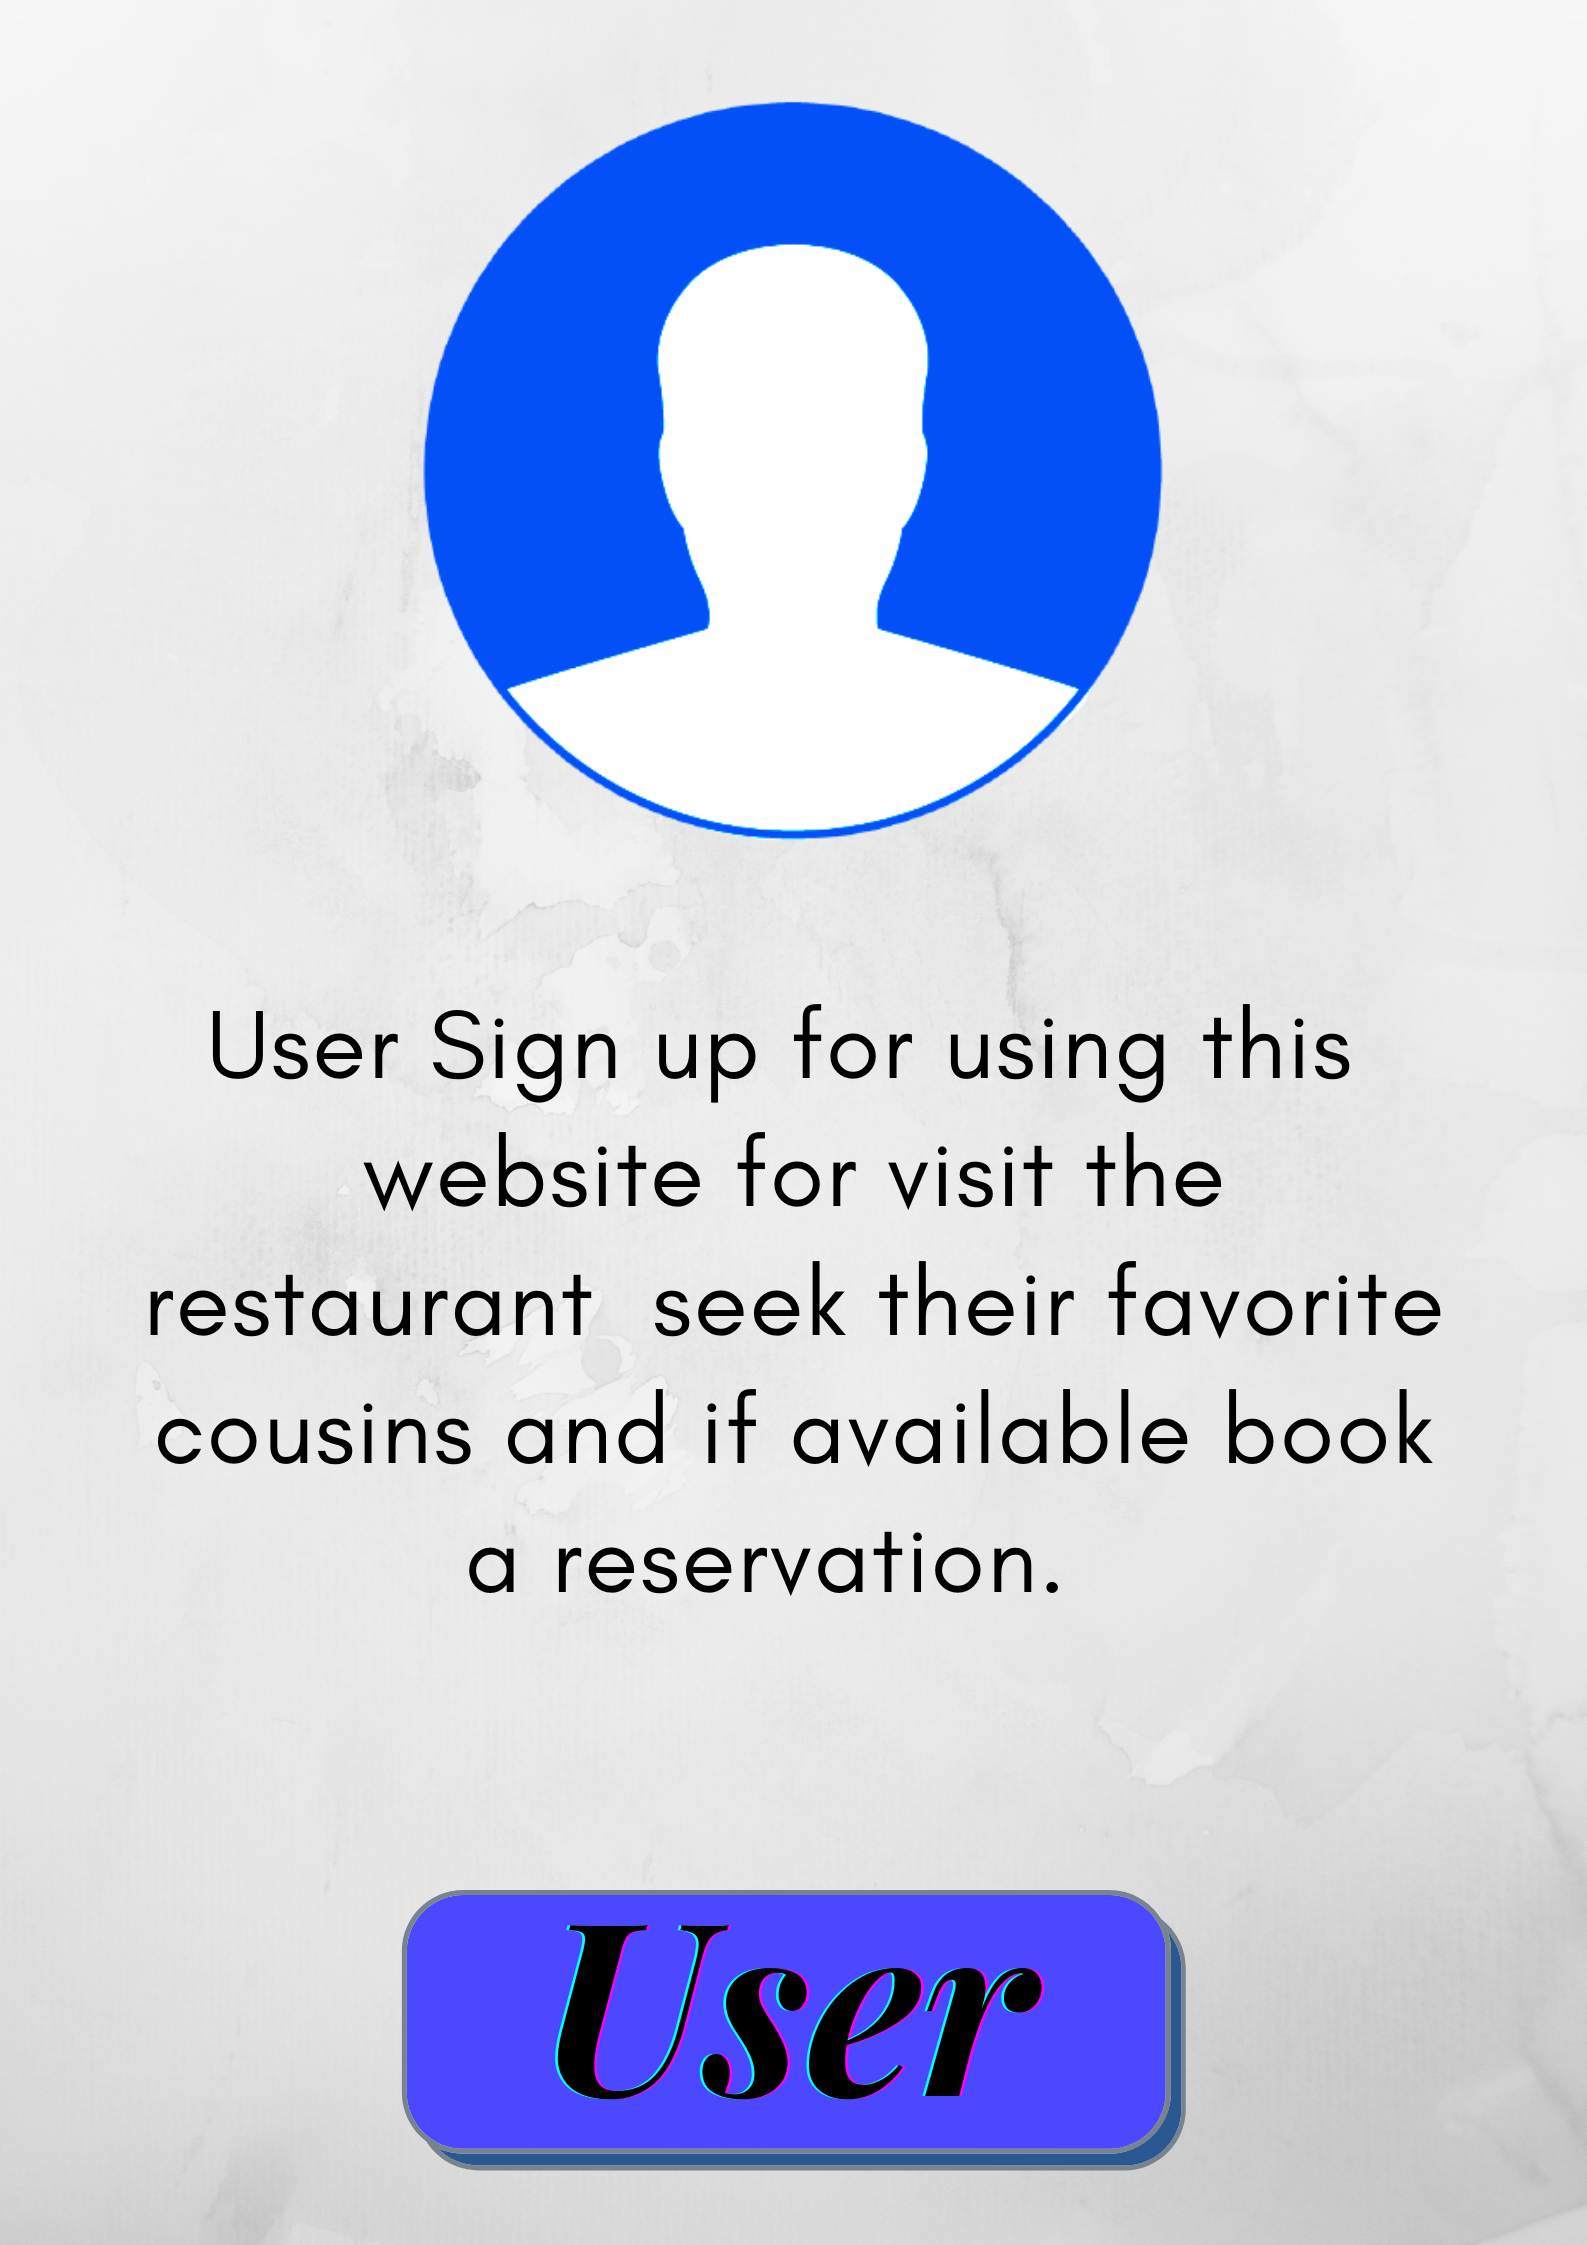 User Sign up for using this
website for visit the
restaurant  seek their favorite
cousins and if available book
a reservation.
User